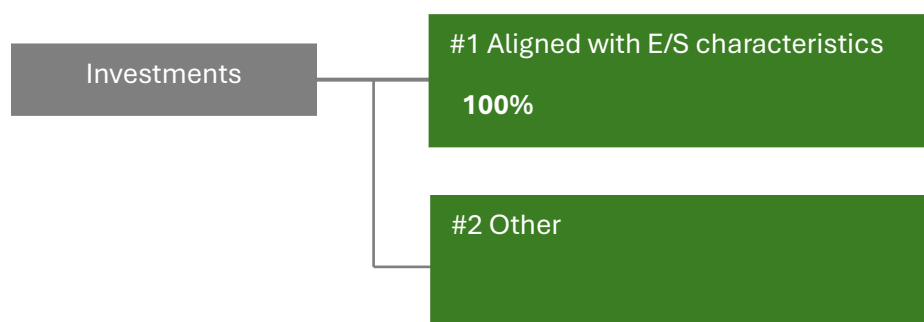 Investments
#1 Aligned with E/S characteristics
100%
#2 Other